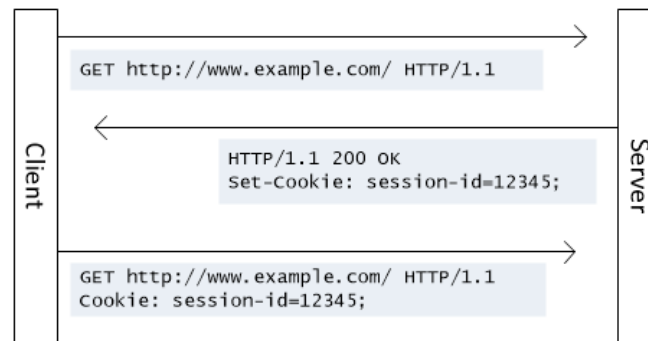 Client
GET http://www.example.com/ HTTP/1.1
HTTP/1.1 200 OK
Set-Cookie: session-id=12345;
GET http://www.example.com/ HTTP/1.1
Cookie: session-id=12345;
Server